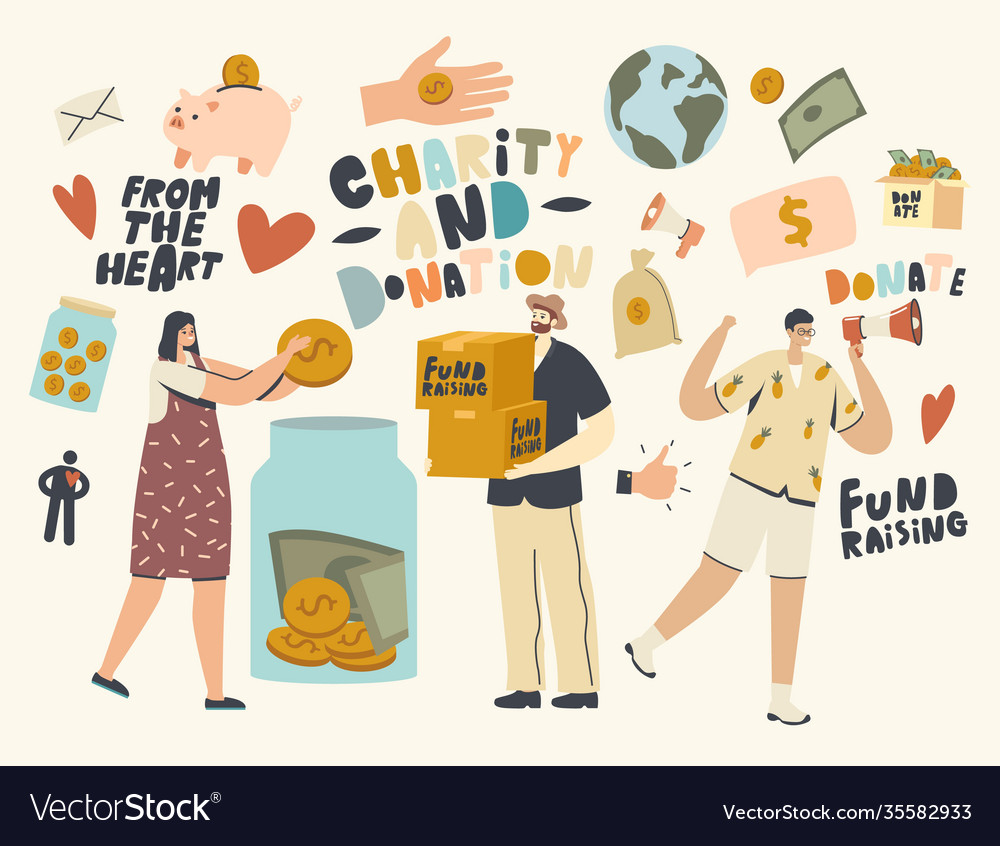 CHARITY
AND
DONATION
FROM
THE
HEART
DON
ATE
$
DONATE
FUND
RAISING
FUND
RAISING
FUND
RAISING
VectorStock®
VectorStock.com/35582933